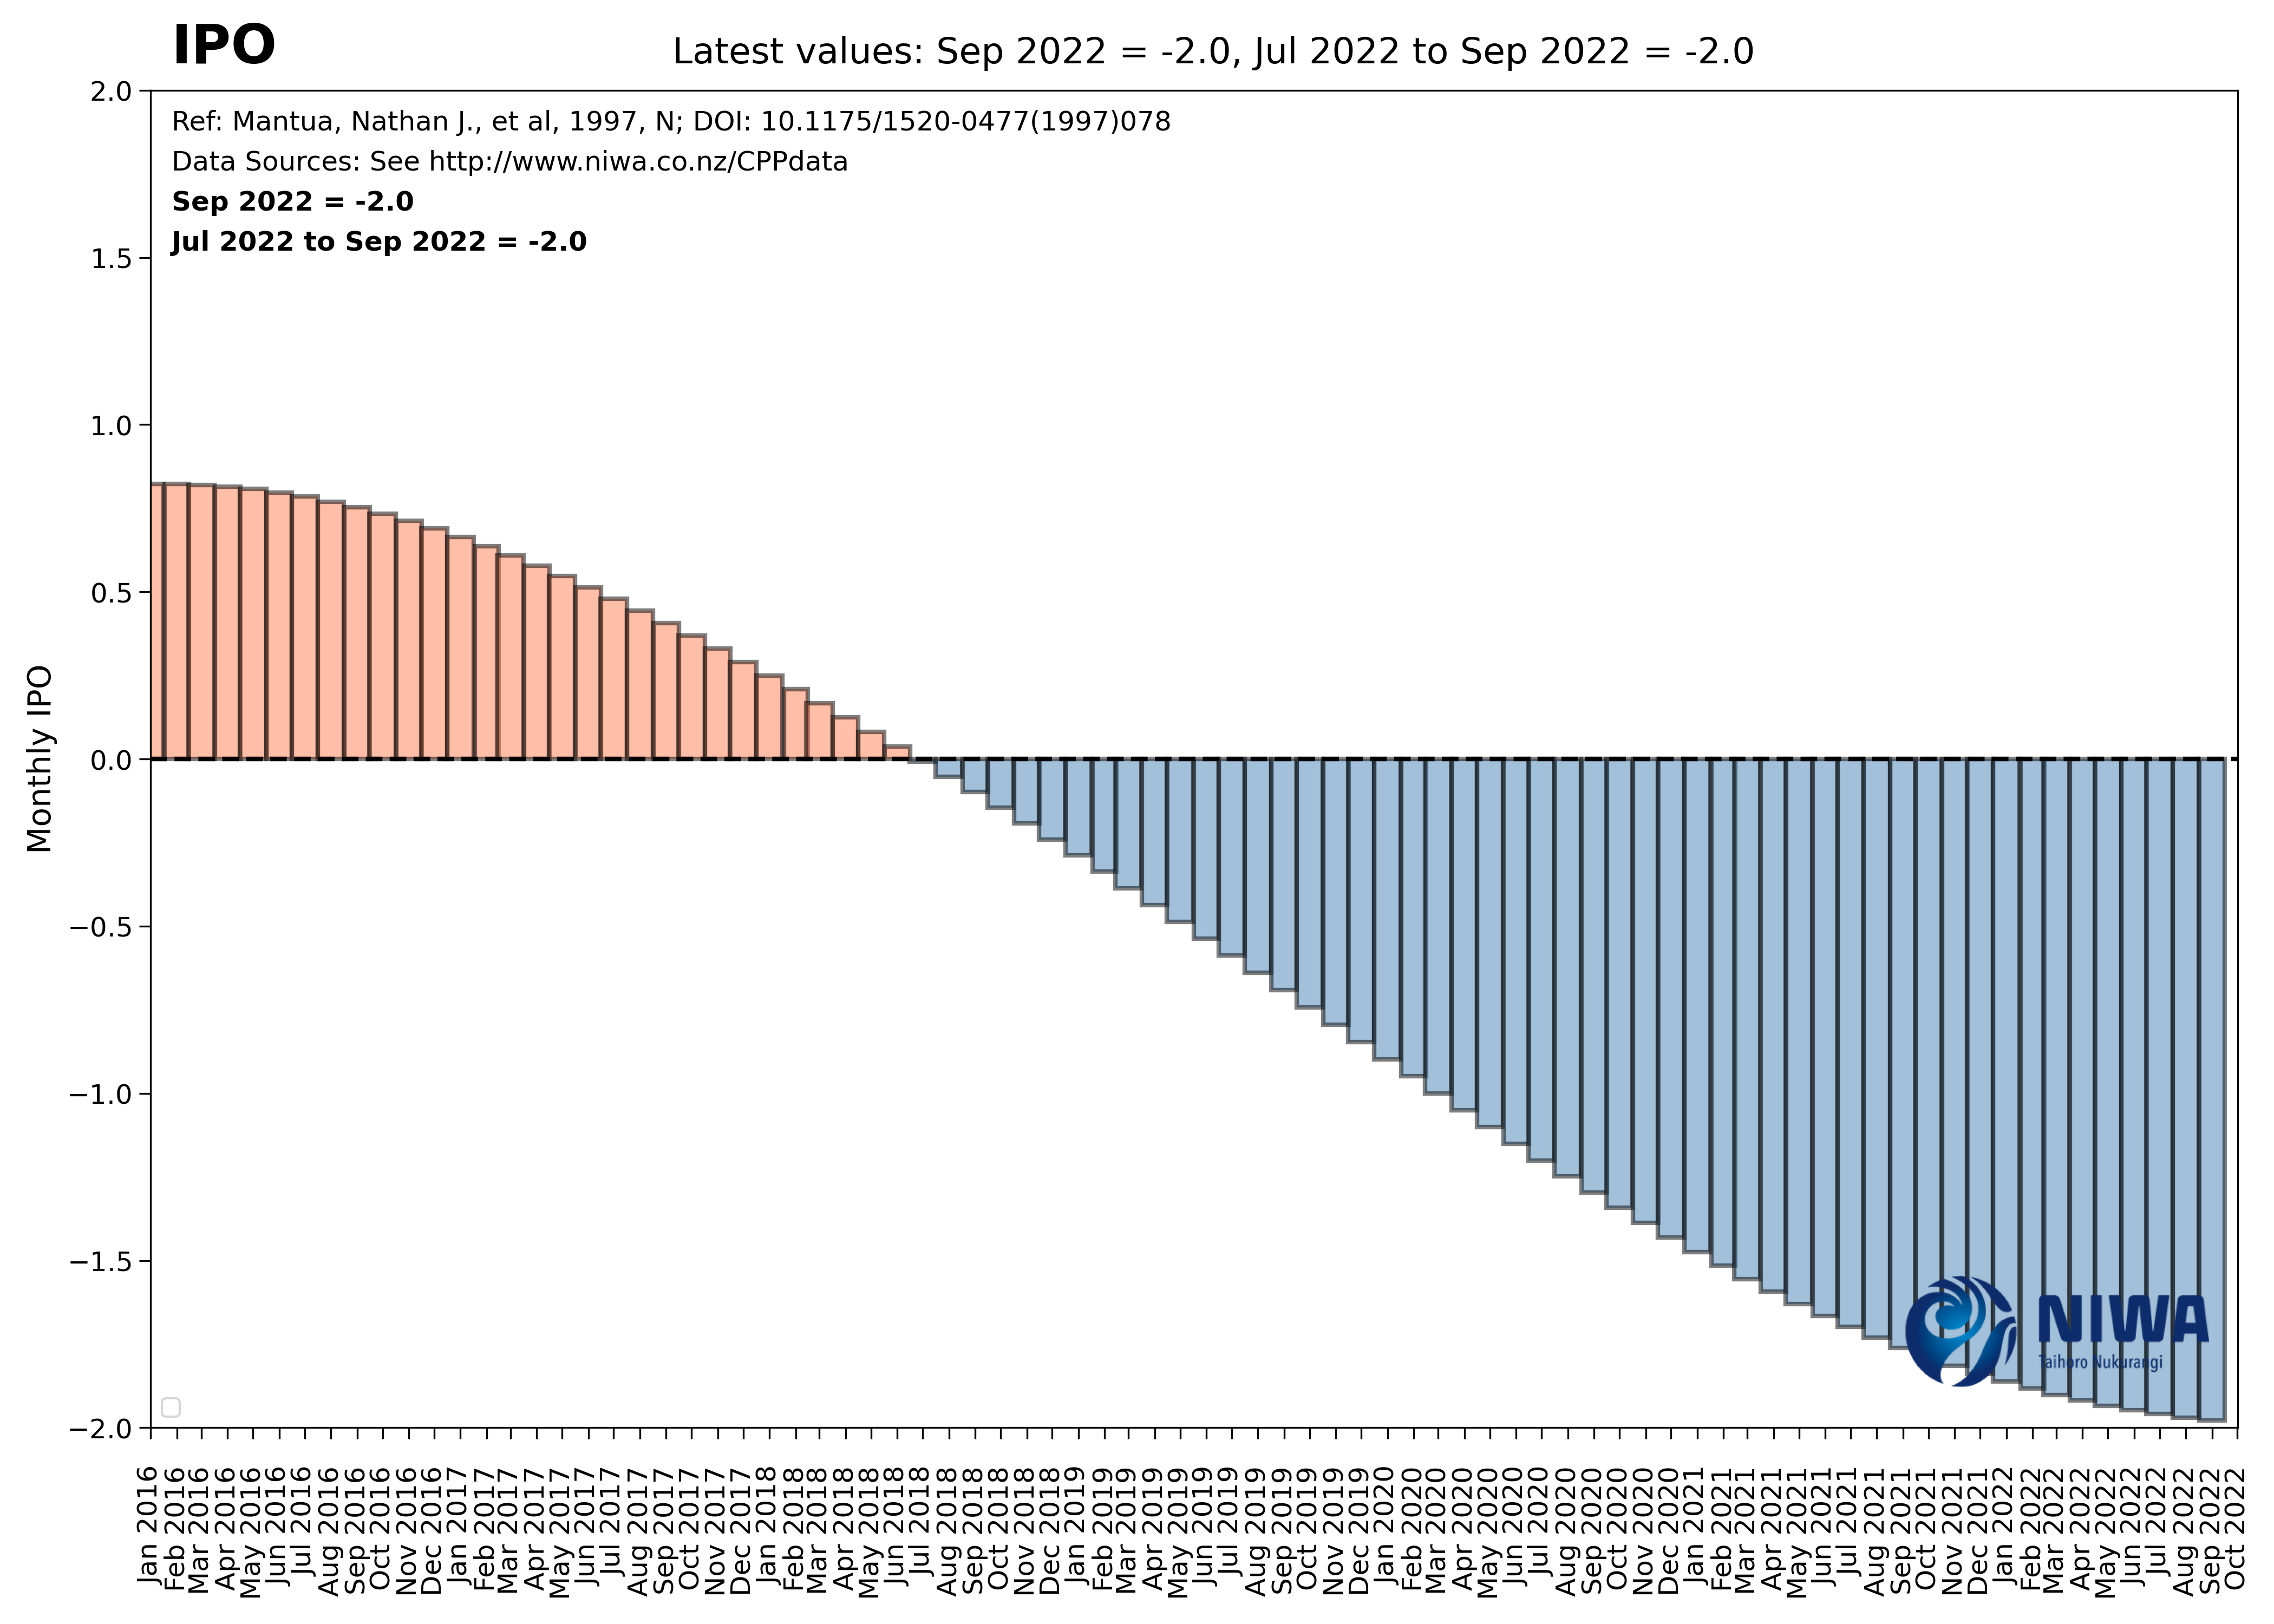 IPO
Latest values: Sep 2022 = -2.0, Jul 2022 to Sep 2022 = -2.0
Ref: Mantua, Nathan J., et al, 1997, N; DOI: 10.1175/1520-0477(1997)078
Data Sources: See http://www.niwa.co.nz/CPPdata
Sep 2022 = -2.0
Jul 2022 to Sep 2022 = -2.0
Monthly IPO
2.0
1.5
1.0
0.5
0.0
−0.5
−1.0
−1.5
−2.0
NIWA
Taihoro Nukurangi
Jan 2016
Feb 2016
Mar 2016
Apr 2016
May 2016
Jun 2016
Jul 2016
Aug 2016
Sep 2016
Oct 2016
Nov 2016
Dec 2016
Jan 2017
Feb 2017
Mar 2017
Apr 2017
May 2017
Jun 2017
Jul 2017
Aug 2017
Sep 2017
Oct 2017
Nov 2017
Dec 2017
Jan 2018
Feb 2018
Mar 2018
Apr 2018
May 2018
Jun 2018
Jul 2018
Aug 2018
Sep 2018
Oct 2018
Nov 2018
Dec 2018
Jan 2019
Feb 2019
Mar 2019
Apr 2019
May 2019
Jun 2019
Jul 2019
Aug 2019
Sep 2019
Oct 2019
Nov 2019
Dec 2019
Jan 2020
Feb 2020
Mar 2020
Apr 2020
May 2020
Jun 2020
Jul 2020
Aug 2020
Sep 2020
Oct 2020
Nov 2020
Dec 2020
Jan 2021
Feb 2021
Mar 2021
Apr 2021
May 2021
Jun 2021
Jul 2021
Aug 2021
Sep 2021
Oct 2021
Nov 2021
Dec 2021
Jan 2022
Feb 2022
Mar 2022
Apr 2022
May 2022
Jun 2022
Jul 2022
Aug 2022
Sep 2022
Oct 2022